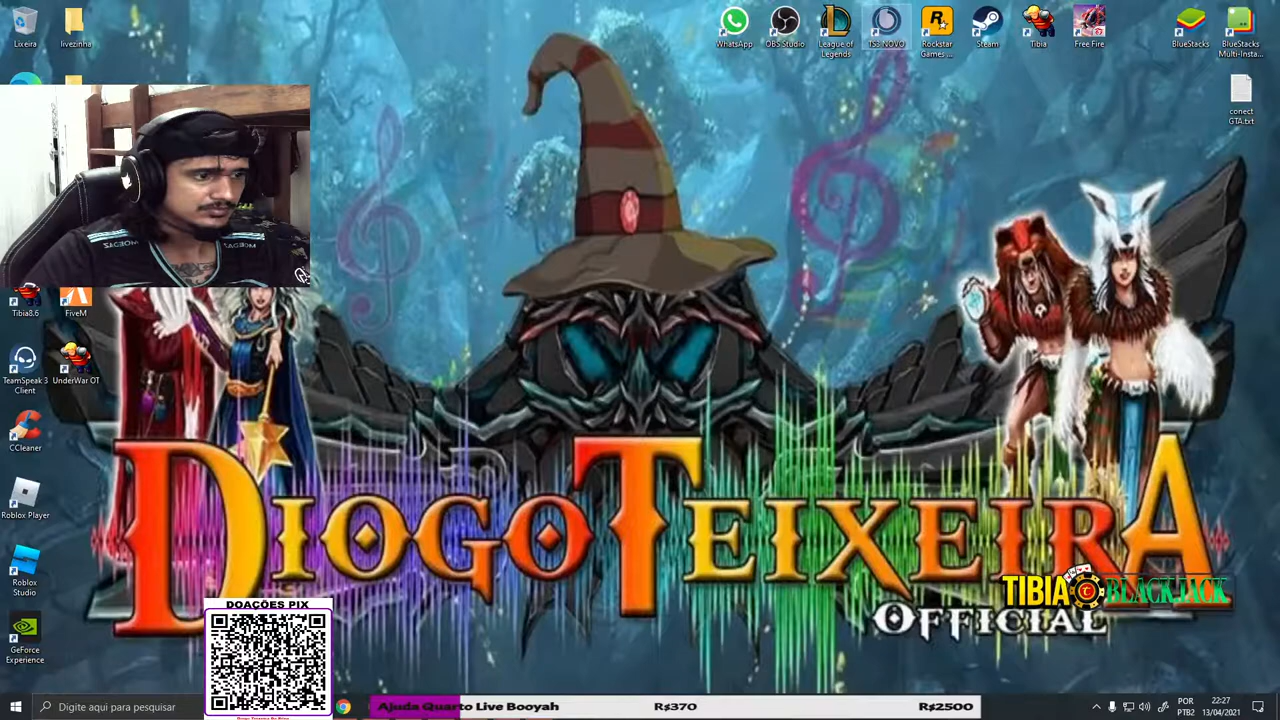 Lixeira
livezinha
WhatsApp
OBS Studio
League of
Legends
TS3 NOVO
Rockstar
Games ...
Steam
Tibia
Free Fire
BlueStacks
BlueStacks
Multi-Insta...
conect
GTA.txt
Tibia8.6
FiveM
TeamSpeak 3
Client
UnderWar OT
CCleaner
Roblox Player
Roblox
Studio
GeForce
Experience
DIOGO TEIXEIRA
OFFICIAL
TIBIA BLACKJACK
DOAÇÕES PIX
Digite aqui para pesquisar
Ajuda Quarto Live Booyah R$370 R$2500
POR
PTB2
22:27
13/04/2021